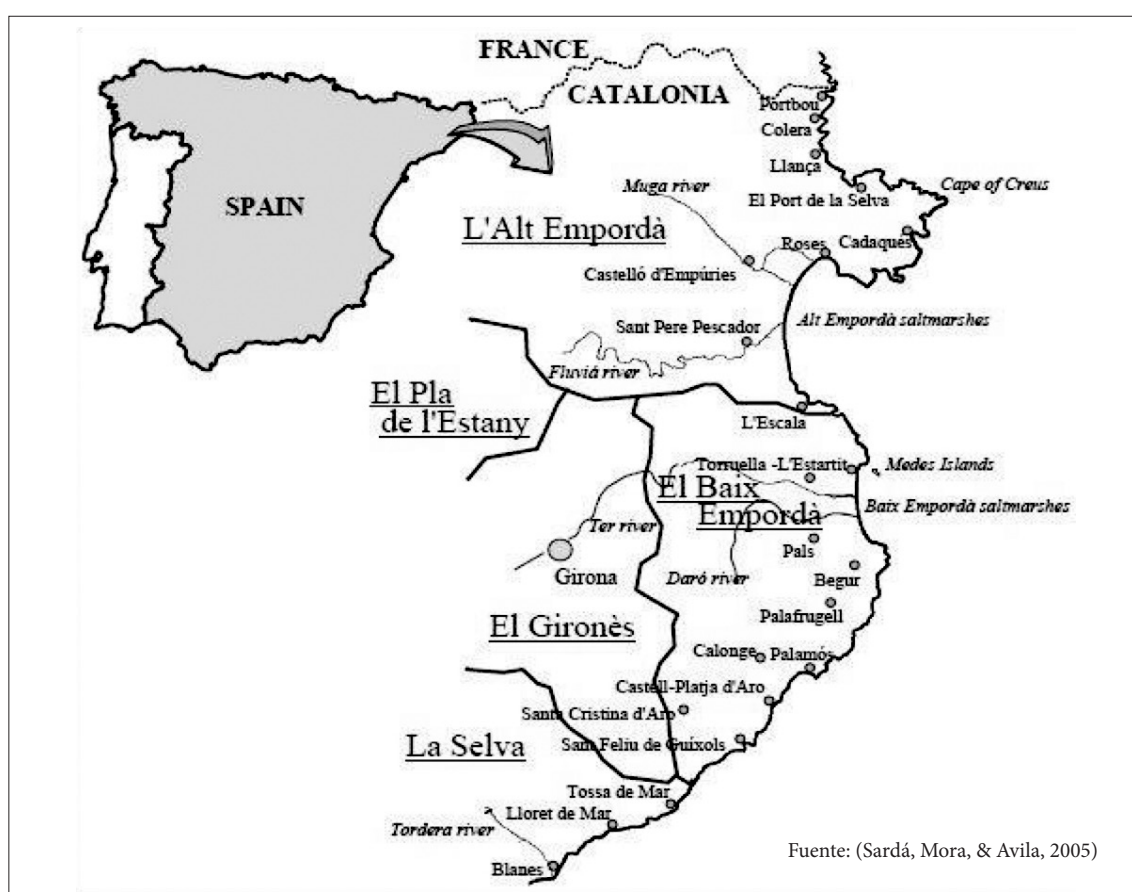 FRANCE
CATALONIA
SPAIN
Portbou
Colera
Llança
El Port de la Selva
Cape of Creus
Muga river
L'Alt Empordà
Roses
Cadaqués
Castelló d'Empúries
Sant Pere Pescador
Alt Empordà saltmarshes
Fluviá river
El Pla
de l'Estany
L'Escala
Torruella -L'Estartit
Medes Islands
El Baix
Empordà
Baix Empordà saltmarshes
Ter river
Pals
Girona
Daró river
Begur
Palafrugell
El Gironès
Calonge
Palamós
Castell-Platja d'Aro
Santa Cristina d'Aro
La Selva
Sant Feliu de Guíxols
Tossa de Mar
Lloret de Mar
Tordera river
Blanes
Fuente: (Sardá, Mora, & Avila, 2005)